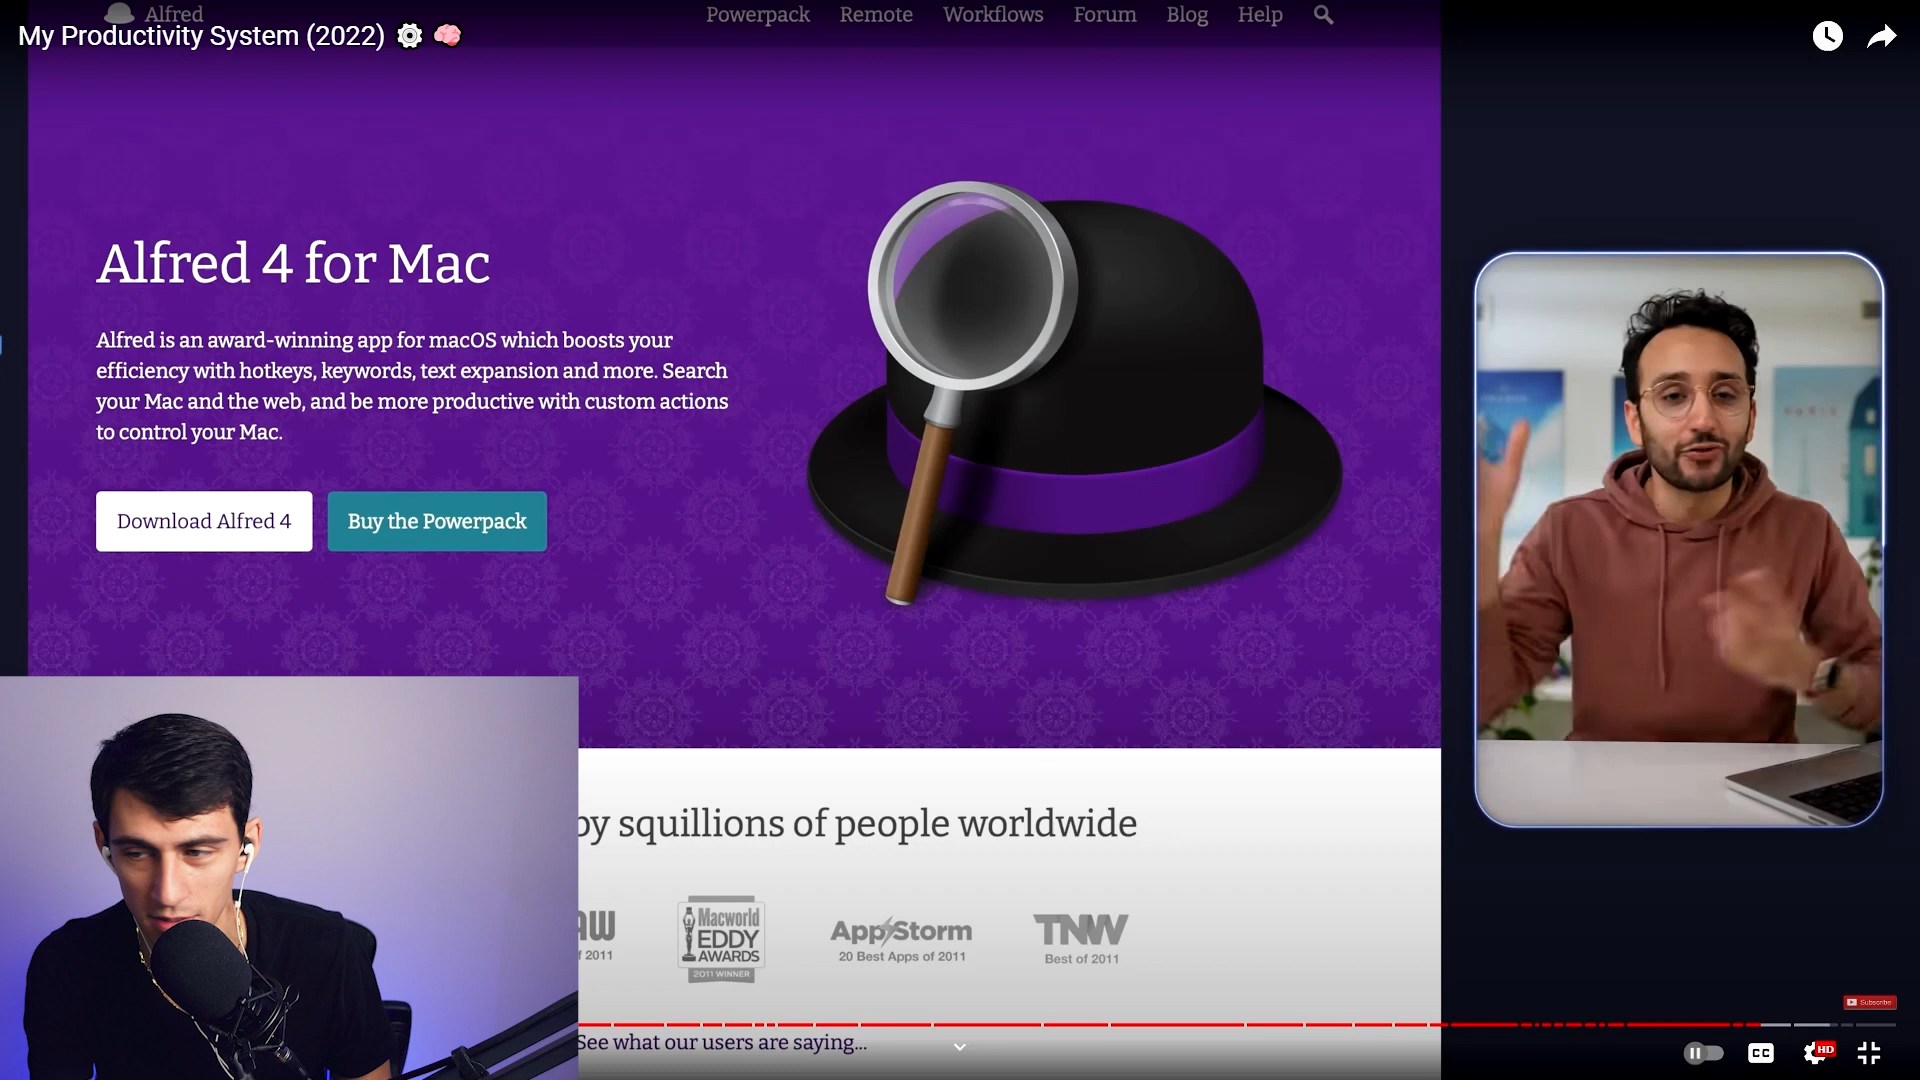 Alfred
Powerpack
Remote
Workflows
Forum
Blog
Help
My Productivity System (2022)
Alfred 4 for Mac
Alfred is an award-winning app for macOS which boosts your
efficiency with hotkeys, keywords, text expansion and more. Search
your Mac and the web, and be more productive with custom actions
to control your Mac.
Download Alfred 4
Buy the Powerpack
by squillions of people worldwide
of 2011
Macworld
EDDY
AWARDS
2011 WINNER
AppStorm
20 Best Apps of 2011
TNW
Best of 2011
See what our users are saying...
Subscribe
CC
HD